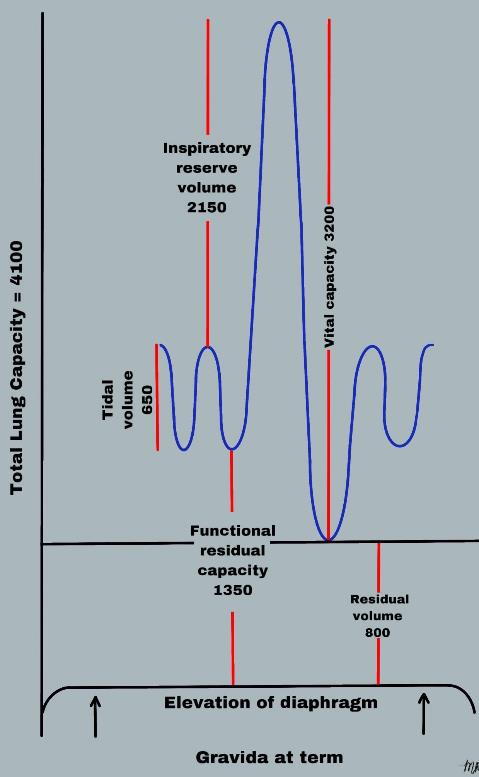 Total Lung Capacity = 4100
Inspiratory
reserve
volume
2150
Vital capacity 3200
Tidal
volume
650
Functional
residual
capacity
1350
Residual
volume
800
Elevation of diaphragm
Gravida at term